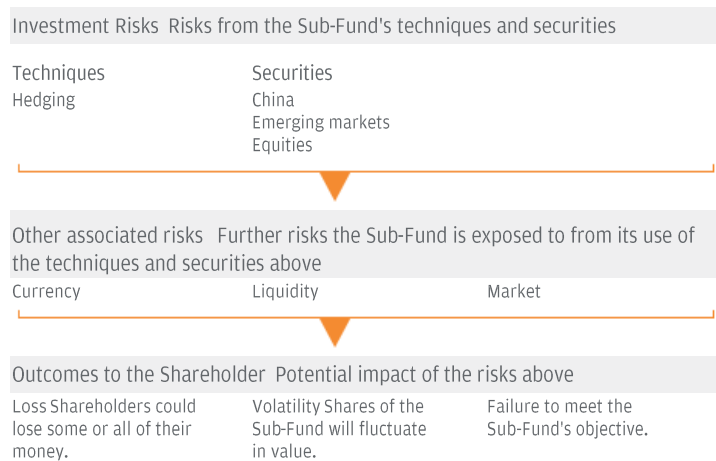 Investment Risks Risks from the Sub-Fund's techniques and securities
Techniques
Hedging
Securities
China
Emerging markets
Equities
Other associated risks Further risks the Sub-Fund is exposed to from its use of
the techniques and securities above
Currency
Liquidity
Market
Outcomes to the Shareholder Potential impact of the risks above
Loss Shareholders could
lose some or all of their
money.
Volatility Shares of the
Sub-Fund will fluctuate
in value.
Failure to meet the
Sub-Fund's objective.